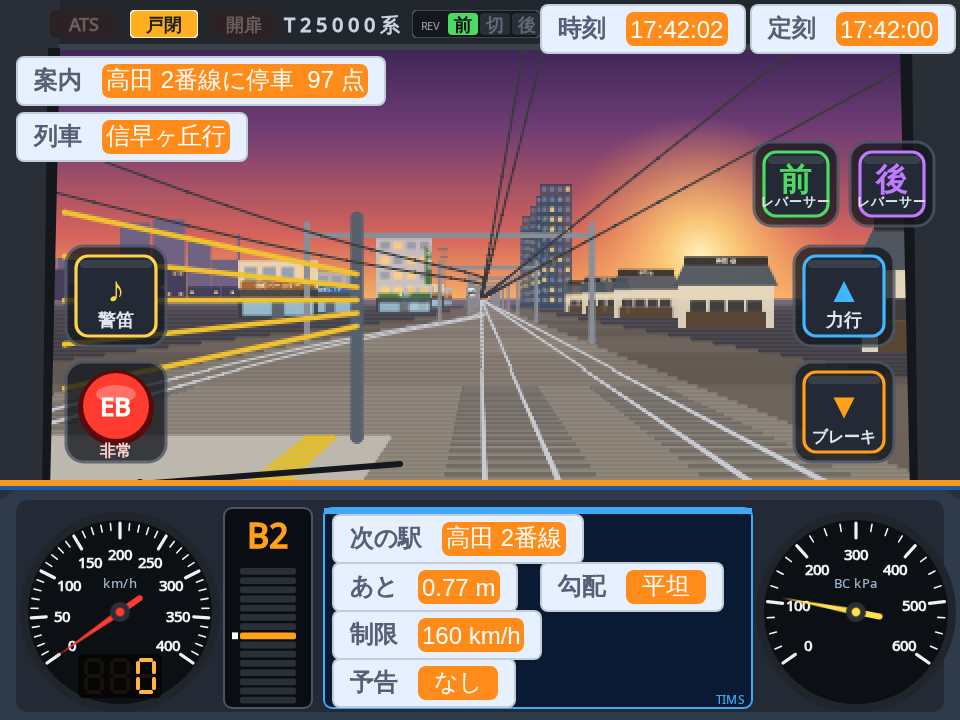 ATS 戸閉 開扉 T25000系 REV 前 切 後
時刻 17:42:02 定刻 17:42:00
案内 高田 2番線に停車 97 点
列車 信早ヶ丘行
前 レバーサー
後 レバーサー
♪ 警笛
▲ 力行
EB 非常
▼ ブレーキ
km/h
0 50 100 150 200 250 300 350 400
0
B2
次の駅 高田 2番線
あと 0.77 m 勾配 平坦
制限 160 km/h
予告 なし
TIMS
BC kPa
0 100 200 300 400 500 600